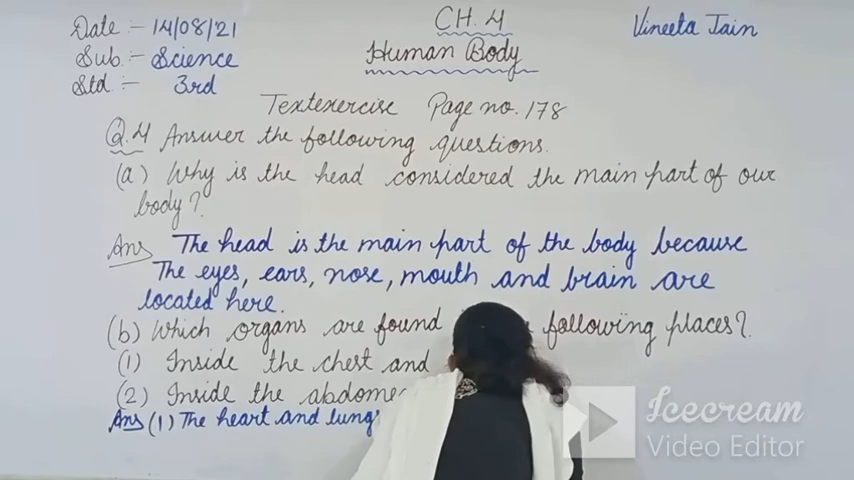 Date :- 14/08/21
CH. 4
Vineeta Jain
Sub :- Science
Human Body
Std :- 3rd
Textexercise Page no. 178
Q.4 Answer the following questions.
(a) Why is the head considered the main part of our
body?
Ans The head is the main part of the body because
The eyes, ears, nose, mouth and brain are
located here.
(b) Which organs are found following places?
(1) Inside the chest and
(2) Inside the
Ans (1) The heart and lungs
Icecream
Video Editor